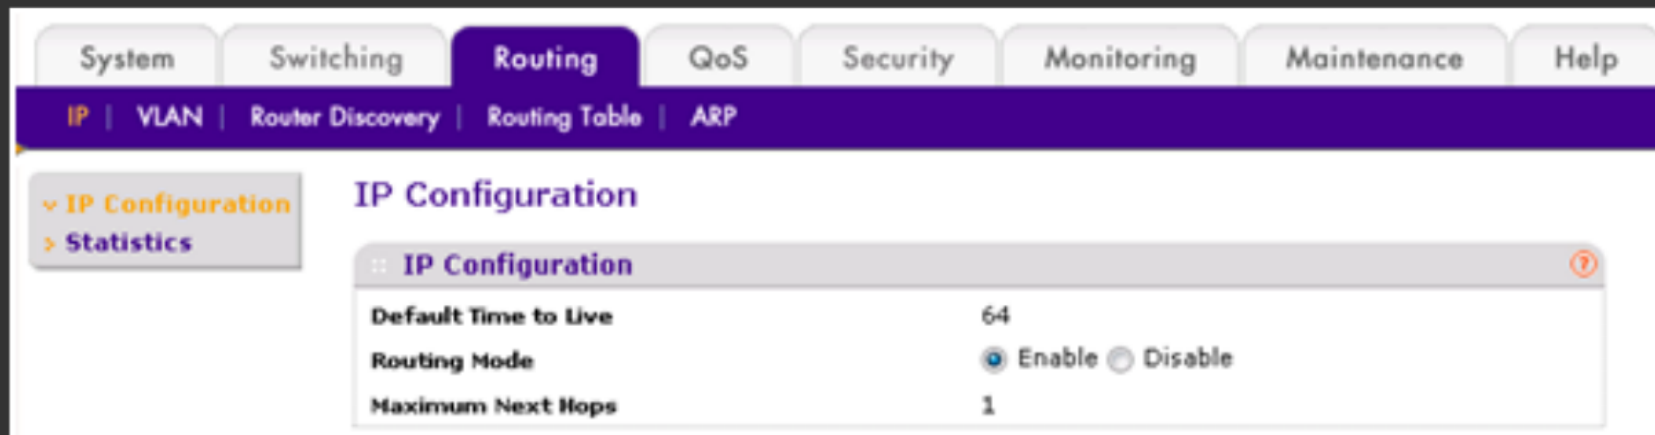 System Switching Routing QoS Security Monitoring Maintenance Help
IP | VLAN | Router Discovery | Routing Table | ARP
IP Configuration
Statistics
IP Configuration
IP Configuration
Default Time to Live 64
Routing Mode Enable Disable
Maximum Next Hops 1